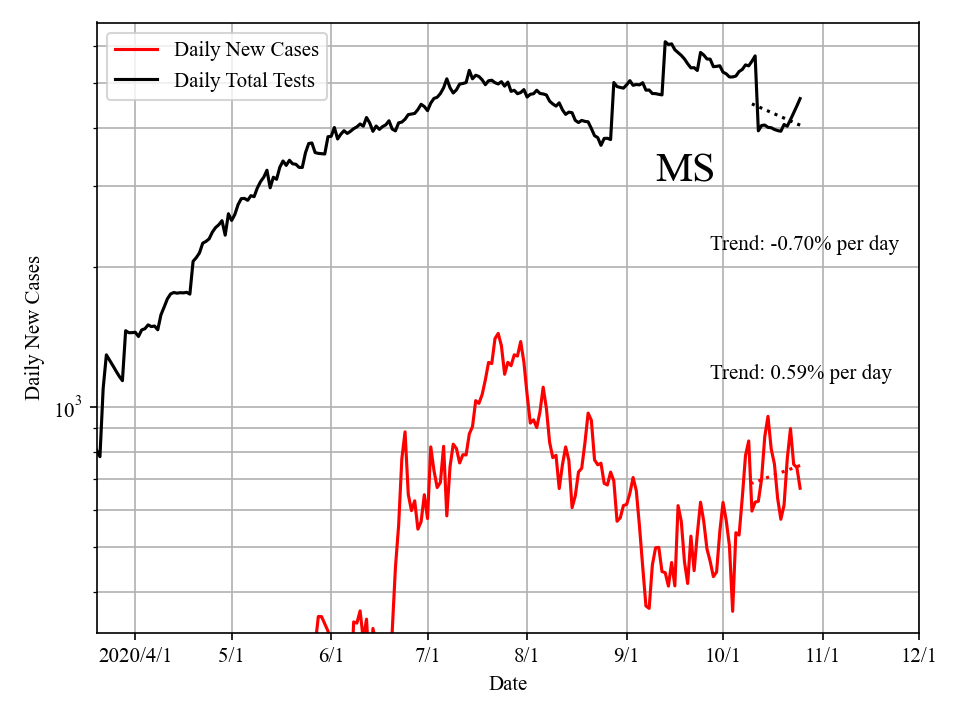 Daily New Cases
Daily Total Tests
MS
Trend: -0.70% per day
Trend: 0.59% per day
Daily New Cases
10³
2020/4/1 5/1 6/1 7/1 8/1 9/1 10/1 11/1 12/1
Date